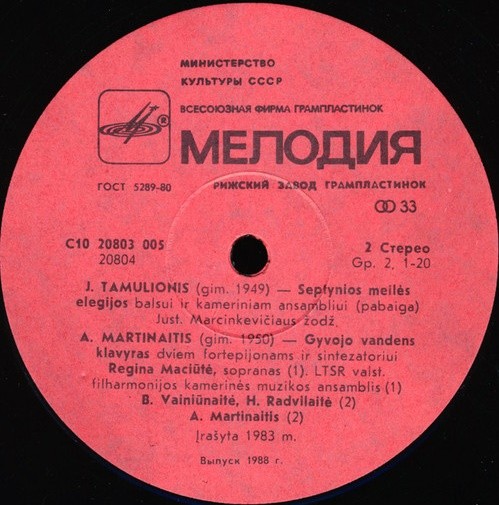 МИНИСТЕРСТВО
КУЛЬТУРЫ СССР
ВСЕСОЮЗНАЯ ФИРМА ГРАМПЛАСТИНОК
®
МЕЛОДИЯ
ГОСТ 5289-80
РИЖСКИЙ ЗАВОД ГРАМПЛАСТИНОК
33
С10 20803 005
20804
2 Стерео
Gp. 2, 1-20
J. TAMULIONIS (gim. 1949) — Septynios meilės
elegijos balsui ir kameriniam ansambliui (pabaiga)
Just. Marcinkevičiaus žodž.
A. MARTINAITIS (gim. 1950) — Gyvojo vandens
klavyras dviem fortepijonams ir sintezatoriui
Regina Maciūtė, sopranas (1). LTSR valst.
filharmonijos kamerinės muzikos ansamblis (1)
B. Vainiūnaitė, H. Radvilaitė (2)
A. Martinaitis (2)
Įrašyta 1983 m.
Выпуск 1988 г.